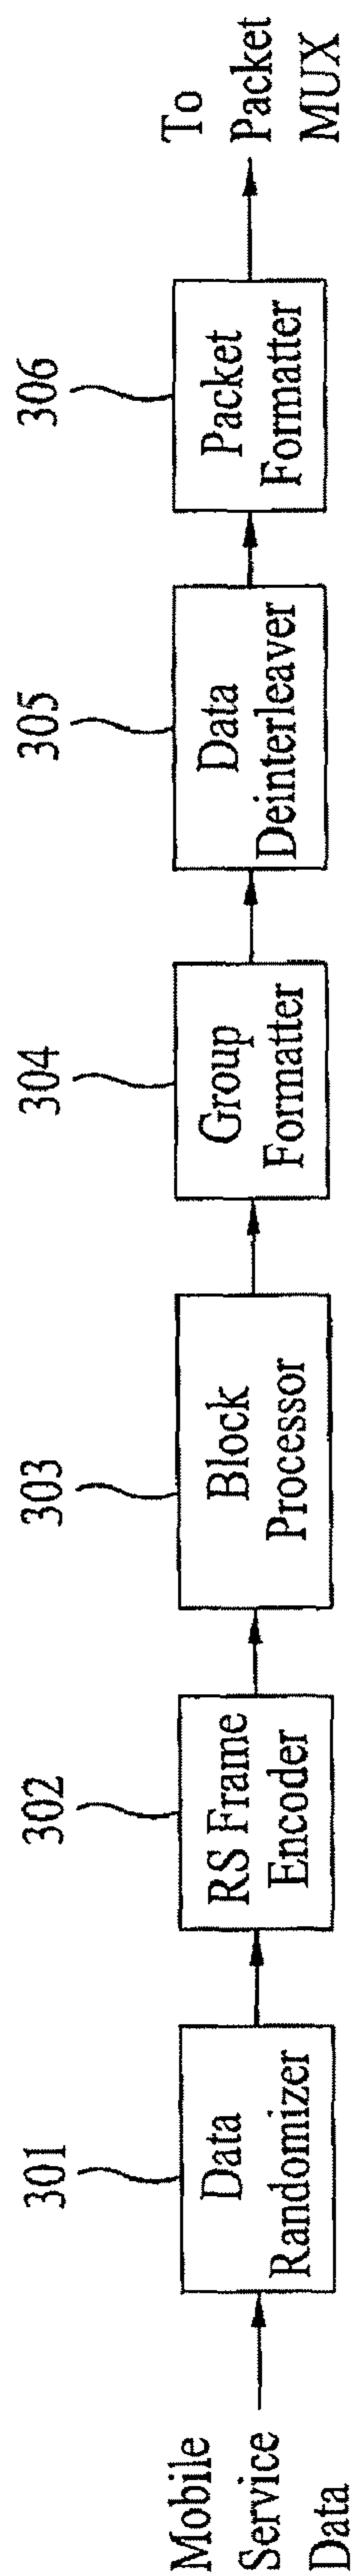 Mobile
Service
Data
301
Data
Randomizer
302
RS Frame
Encoder
303
Block
Processor
304
Group
Formatter
305
Data
Deinterleaver
306
Packet
Formatter
To
Packet
MUX